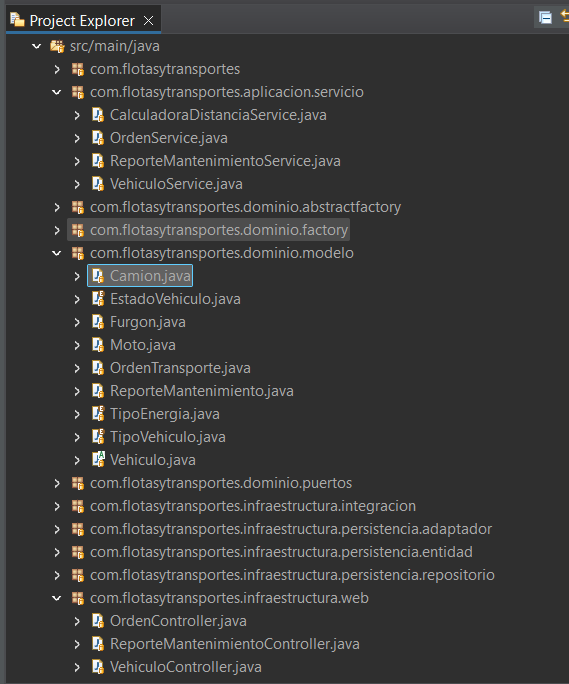 Project Explorer
src/main/java
com.flotasytransportes
com.flotasytransportes.aplicacion.servicio
CalculadoraDistanciaService.java
OrdenService.java
ReporteMantenimientoService.java
VehiculoService.java
com.flotasytransportes.dominio.abstractfactory
com.flotasytransportes.dominio.factory
com.flotasytransportes.dominio.modelo
Camion.java
EstadoVehiculo.java
Furgon.java
Moto.java
OrdenTransporte.java
ReporteMantenimiento.java
TipoEnergia.java
TipoVehiculo.java
Vehiculo.java
com.flotasytransportes.dominio.puertos
com.flotasytransportes.infraestructura.integracion
com.flotasytransportes.infraestructura.persistencia.adaptador
com.flotasytransportes.infraestructura.persistencia.entidad
com.flotasytransportes.infraestructura.persistencia.repositorio
com.flotasytransportes.infraestructura.web
OrdenController.java
ReporteMantenimientoController.java
VehiculoController.java